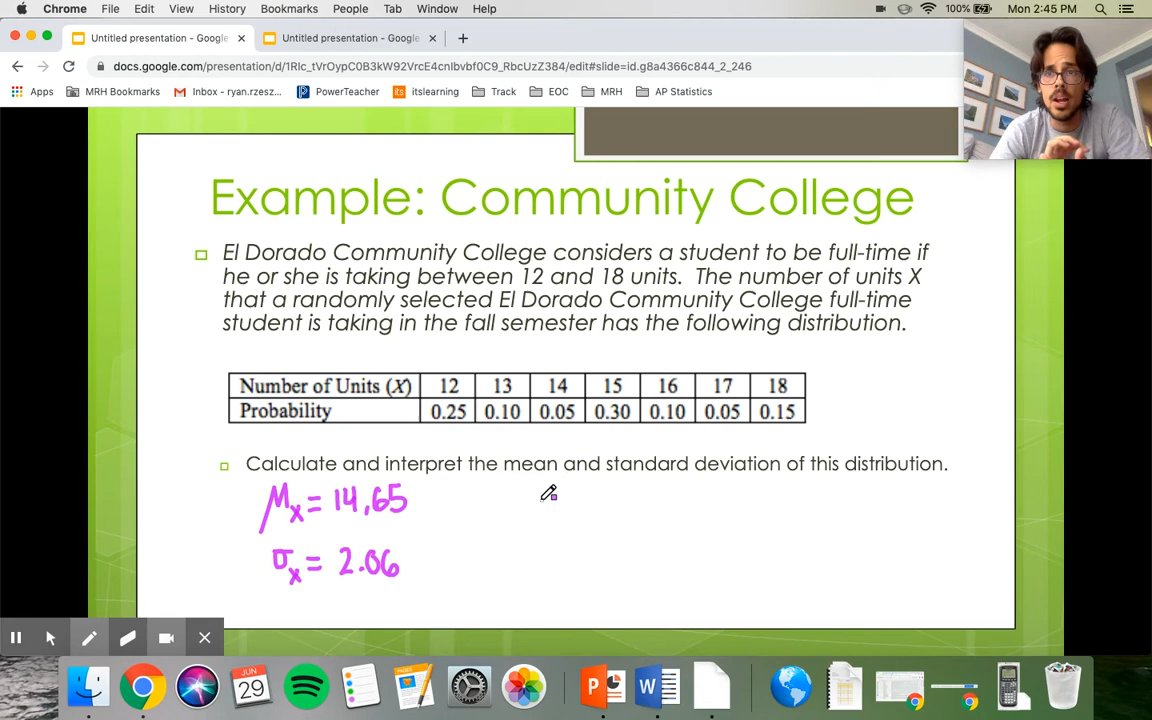 Chrome File Edit View History Bookmarks People Tab Window Help 100% Mon 2:45 PM
Untitled presentation - Google Untitled presentation - Google
docs.google.com/presentation/d/1RIc_tVrOypC0B3kW92VrcE4cnIbvbf0C9_RbcUzZ384/edit#slide=id.g8a4366c844_2_246
Apps MRH Bookmarks Inbox - ryan.rzesz... PowerTeacher its itslearning Track EOC MRH AP Statistics
Example: Community College
El Dorado Community College considers a student to be full-time if
he or she is taking between 12 and 18 units. The number of units X
that a randomly selected El Dorado Community College full-time
student is taking in the fall semester has the following distribution.
Number of Units (X) 12 13 14 15 16 17 18
Probability 0.25 0.10 0.05 0.30 0.10 0.05 0.15
Calculate and interpret the mean and standard deviation of this distribution.
μx = 14.65
σx = 2.06
JUN
29
P W